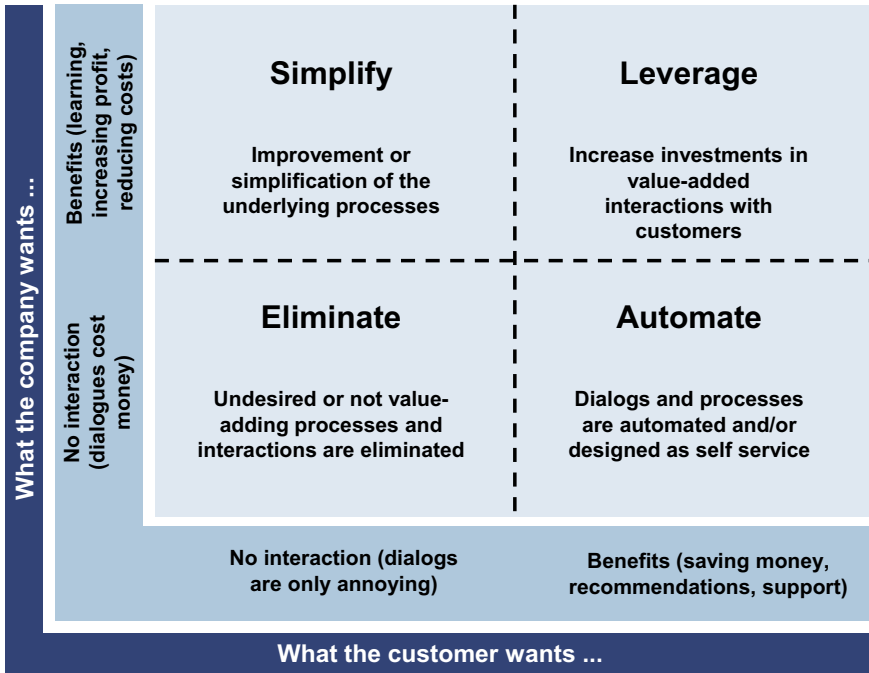 What the company wants ...
Benefits (learning,
increasing profit,
reducing costs)
Simplify
Improvement or
simplification of the
underlying processes
Leverage
Increase investments in
value-added
interactions with
customers
No interaction
(dialogues cost
money)
Eliminate
Undesired or not value-
adding processes and
interactions are eliminated
Automate
Dialogs and processes
are automated and/or
designed as self service
No interaction (dialogs
are only annoying)
Benefits (saving money,
recommendations, support)
What the customer wants ...